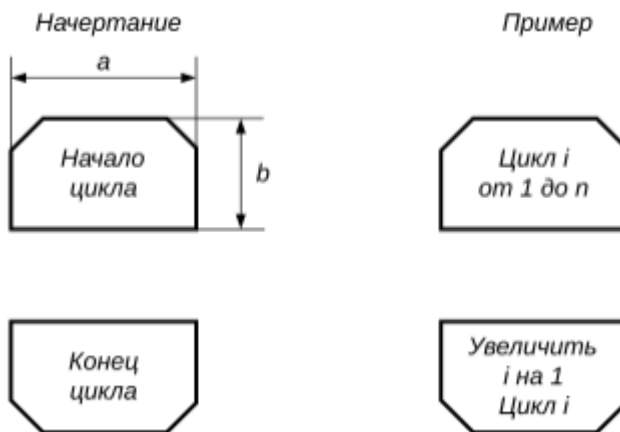 Начертание
Пример
a
Начало
цикла
b
Цикл i
от 1 до n
Конец
цикла
Увеличить
i на 1
Цикл i